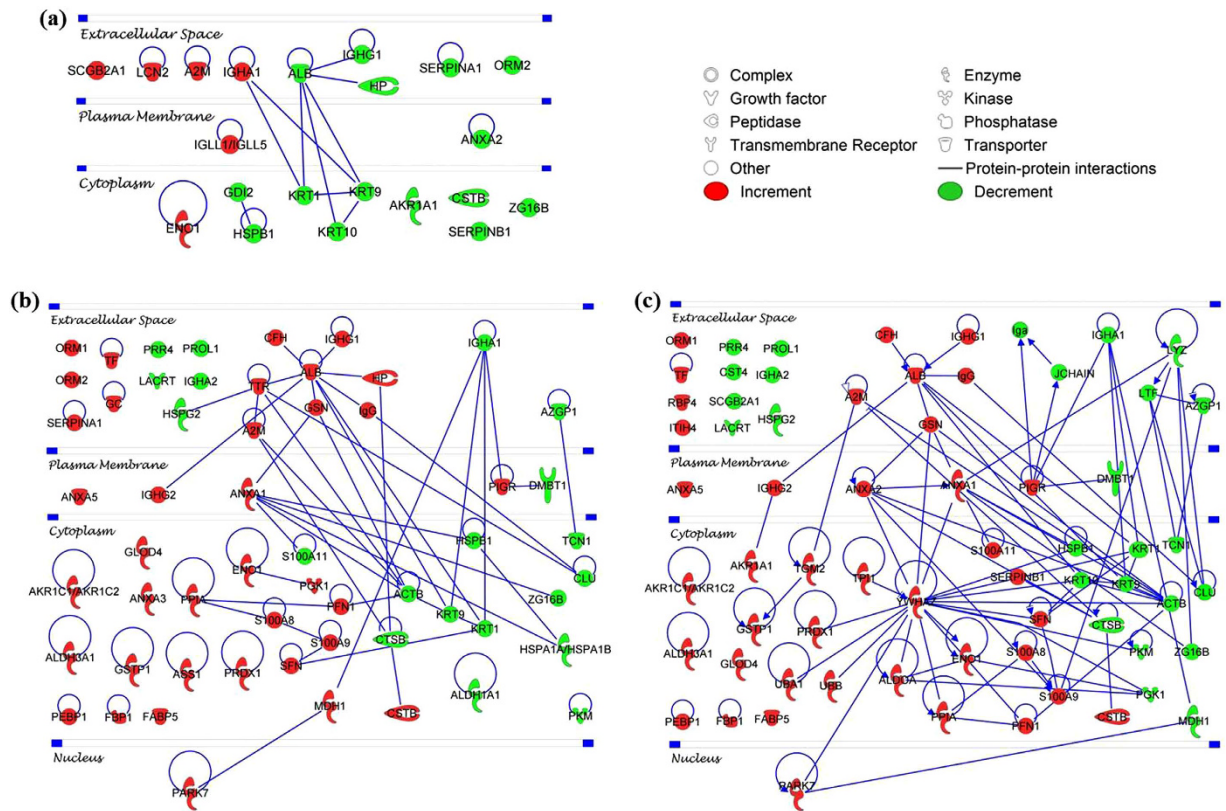 (a)
Extracellular Space
SCGB2A1 LCN2 A2M IGHA1 ALB IGHG1 HP SERPINA1 ORM2
Plasma Membrane
IGLL1/IGLL5 ANXA2
Cytoplasm
ENO1 GDI2 HSPB1 KRT1 KRT9 KRT10 AKR1A1 CSTB SERPINB1 ZG16B
Complex Enzyme
Growth factor Kinase
Peptidase Phosphatase
Transmembrane Receptor Transporter
Other Protein-protein interactions
Increment Decrement
(b)
Extracellular Space
ORM1 TF PRR4 PROL1 CFH IGHG1 IGHA1
ORM2 GC LACRT IGHA2 TTR ALB HP
SERPINA1 HSPG2 A2M GSN IgG AZGP1
Plasma Membrane
ANXA5 IGHG2 ANXA1 PIGR DMBT1
Cytoplasm
GLOD4 S100A11 HSPB1 TCN1
AKR1C1/AKR1C2 ANXA3 PPIA ENO1 PGK1 PFN1 ACTB CLU
S100A8 KRT9 ZG16B
ALDH3A1 GSTP1 ASS1 PRDX1 SFN S100A9 CTSB KRT1 HSPA1A/HSPA1B
PEBP1 FBP1 FABP5 MDH1 CSTB ALDH1A1 PKM
Nucleus
PARK7
(c)
Extracellular Space
ORM1 PRR4 PROL1 CFH IGHG1 Iga IGHA1 LYZ
TF CST4 IGHA2 ALB IgG JCHAIN
RBP4 SCGB2A1 A2M LTF AZGP1
ITIH4 LACRT HSPG2 GSN
Plasma Membrane
ANXA5 IGHG2 ANXA2 ANXA1 PIGR DMBT1
Cytoplasm
AKR1A1 TGM2 S100A11 HSPB1 KRT1 TCN1
AKR1C1/AKR1C2 TPI1 SERPINB1 KRT10 KRT9 CLU
GSTP1 YWHAZ ACTB
PRDX1 SFN CTSB
ALDH3A1 GLOD4 UBA1 UBB ALDOA ENO1 S100A8 PKM ZG16B
S100A9 PGK1
PEBP1 FBP1 FABP5 PPIA PFN1 CSTB MDH1
Nucleus
PARK7